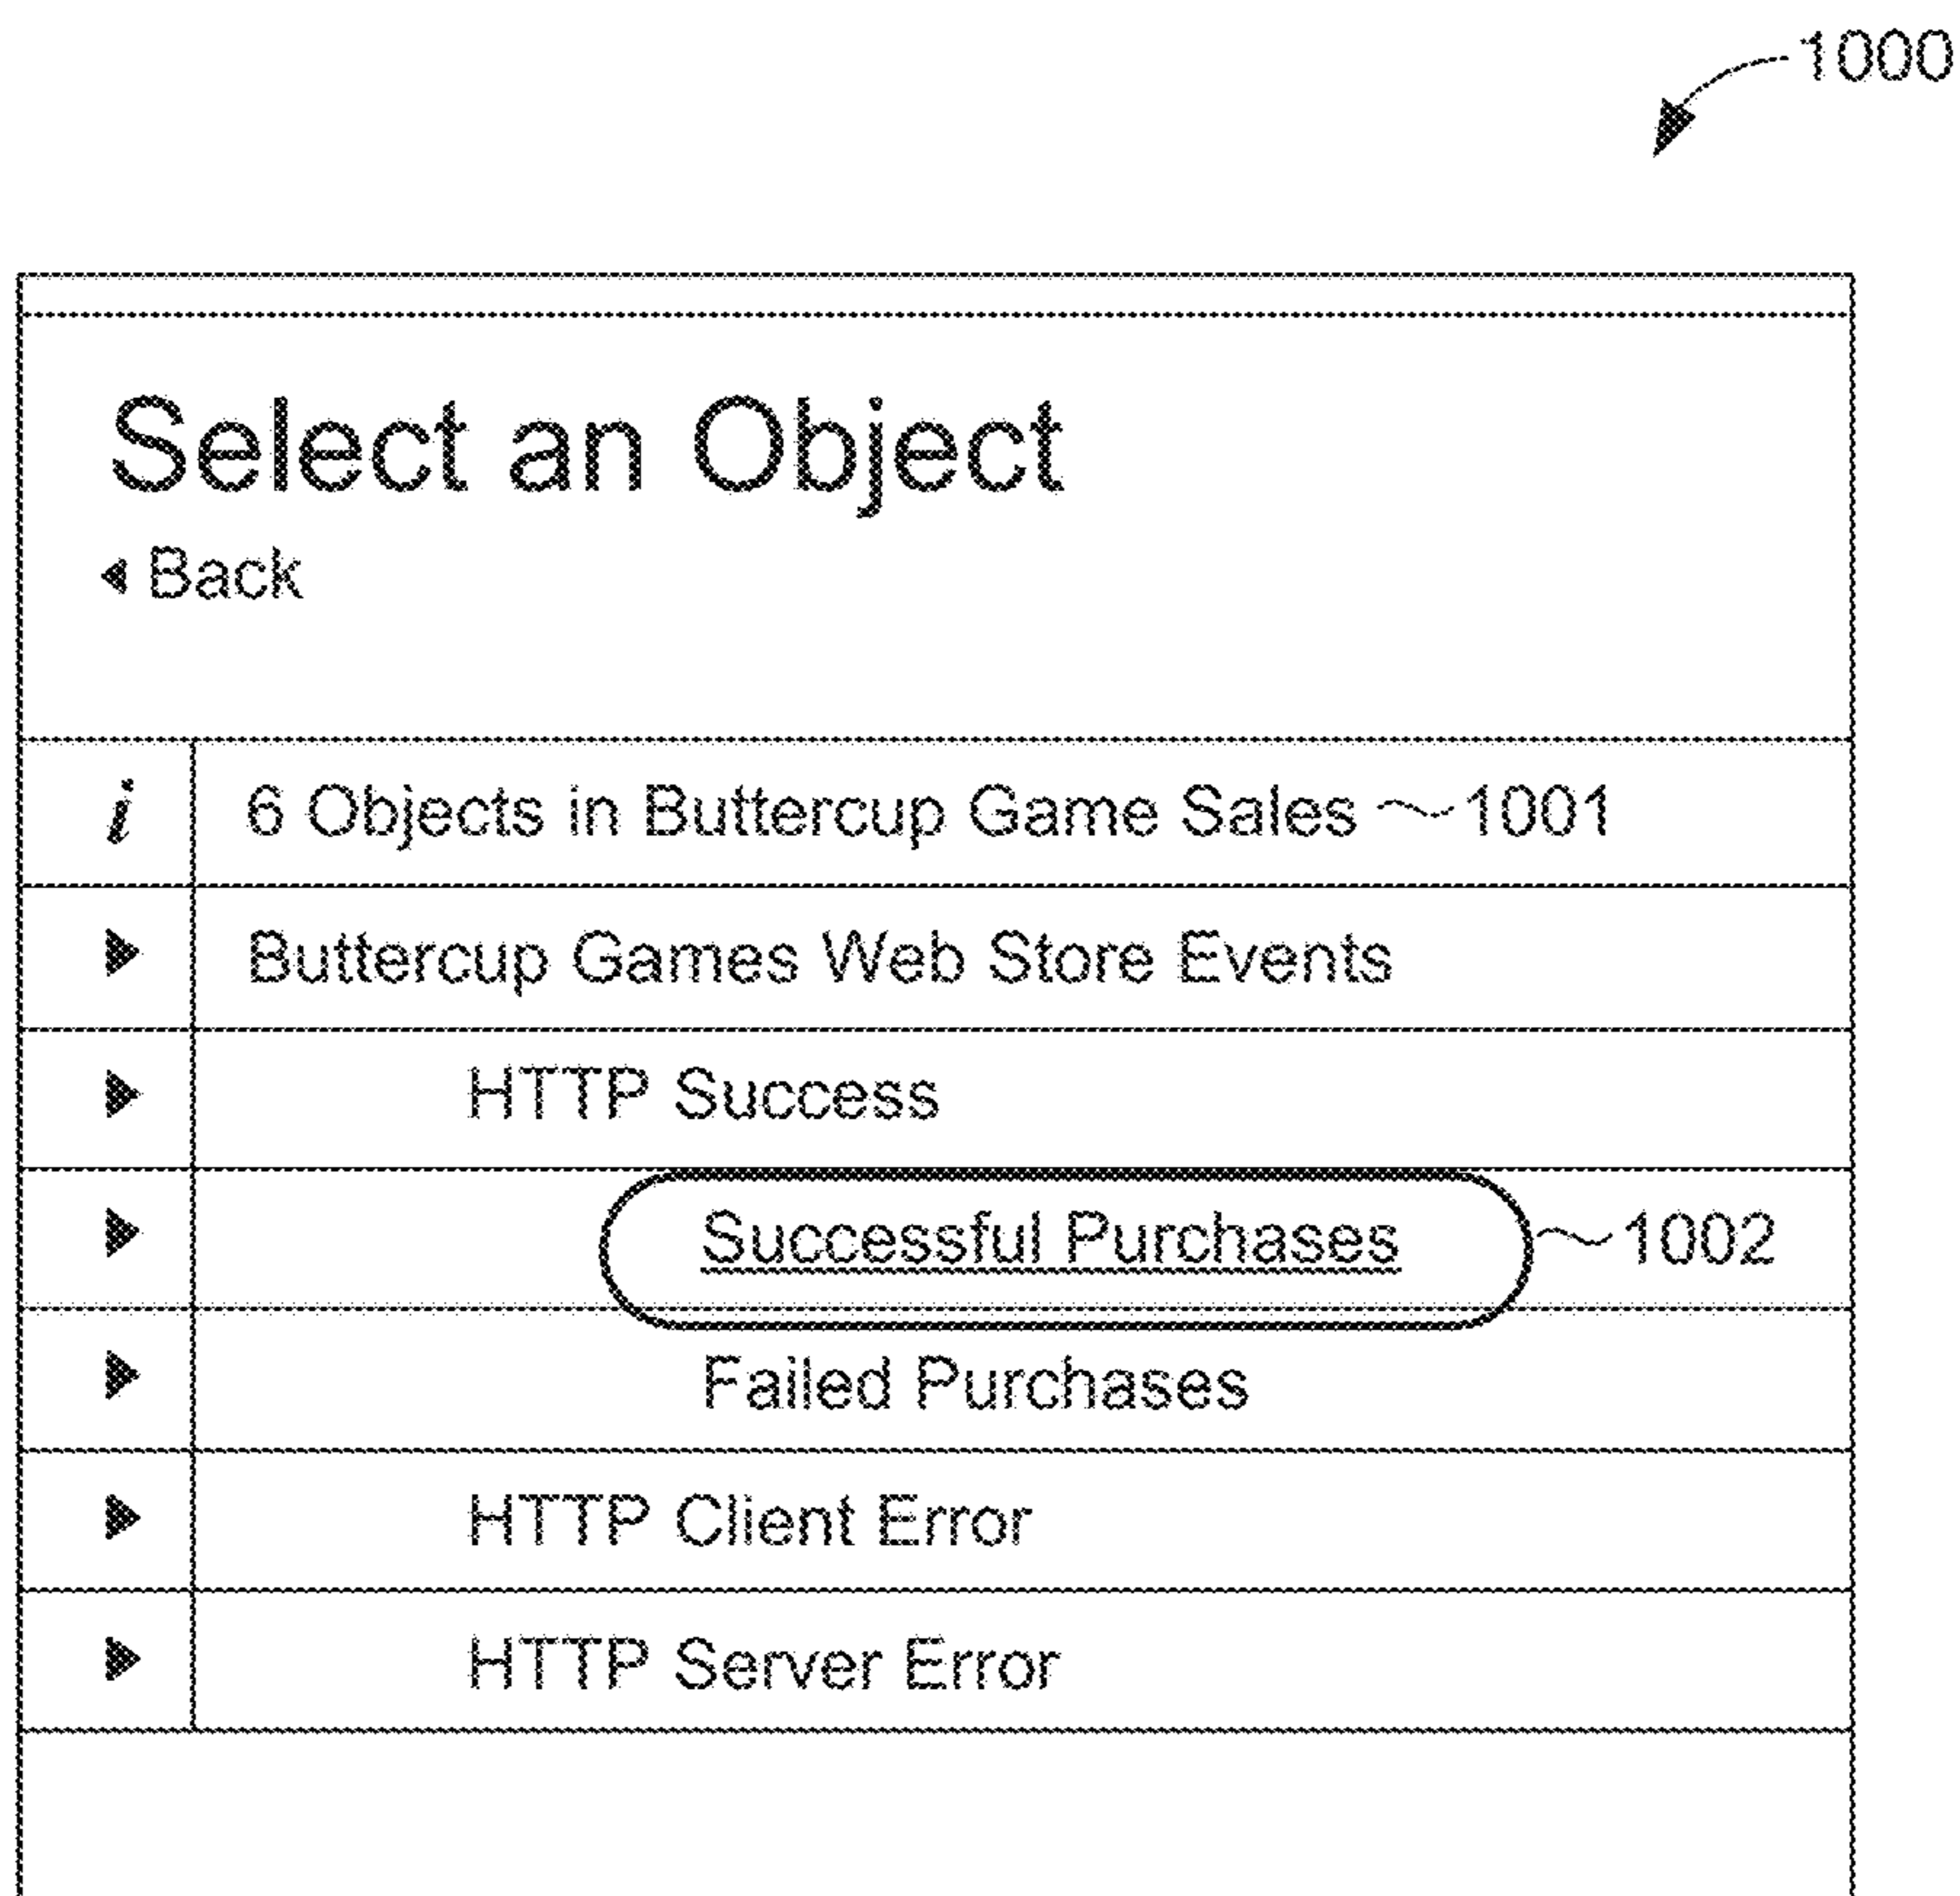 1000
Select an Object
Back
i 6 Objects in Buttercup Game Sales 1001
Buttercup Games Web Store Events
HTTP Success
Successful Purchases 1002
Failed Purchases
HTTP Client Error
HTTP Server Error